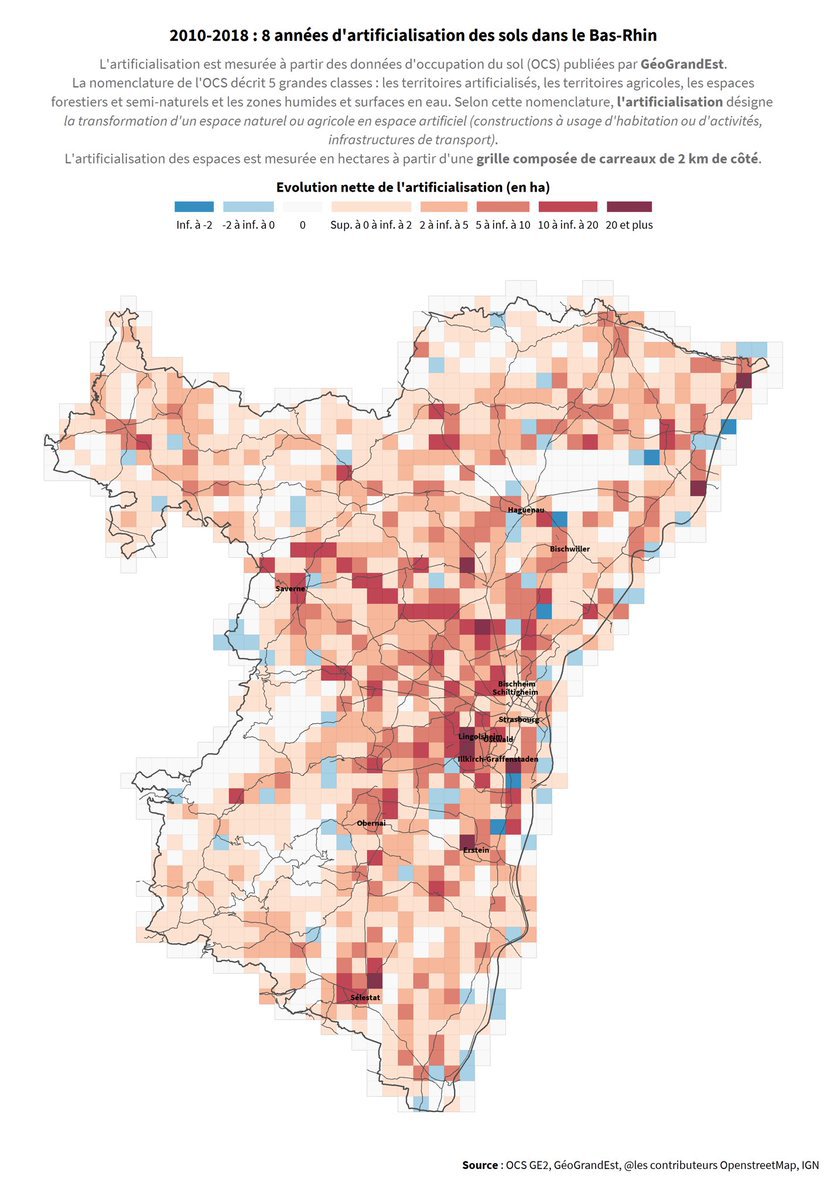 2010-2018 : 8 années d'artificialisation des sols dans le Bas-Rhin
L'artificialisation est mesurée à partir des données d'occupation du sol (OCS) publiées par GéoGrandEst.
La nomenclature de l'OCS décrit 5 grandes classes : les territoires artificialisés, les territoires agricoles, les espaces
forestiers et semi-naturels et les zones humides et surfaces en eau. Selon cette nomenclature, l'artificialisation désigne
la transformation d'un espace naturel ou agricole en espace artificiel (constructions à usage d'habitation ou d'activités,
infrastructures de transport).
L'artificialisation des espaces est mesurée en hectares à partir d'une grille composée de carreaux de 2 km de côté.
Evolution nette de l'artificialisation (en ha)
Inf. à -2 -2 à inf. à 0 0 Sup. à 0 à inf. à 2 2 à inf. à 5 5 à inf. à 10 10 à inf. à 20 20 et plus
Haguenau
Bischwiller
Saverne
Bischheim
Schiltigheim
Strasbourg
Lingolsheim
Ostwald
Illkirch-Graffenstaden
Obernai
Erstein
Sélestat
Source : OCS GE2, GéoGrandEst, @les contributeurs OpenstreetMap, IGN